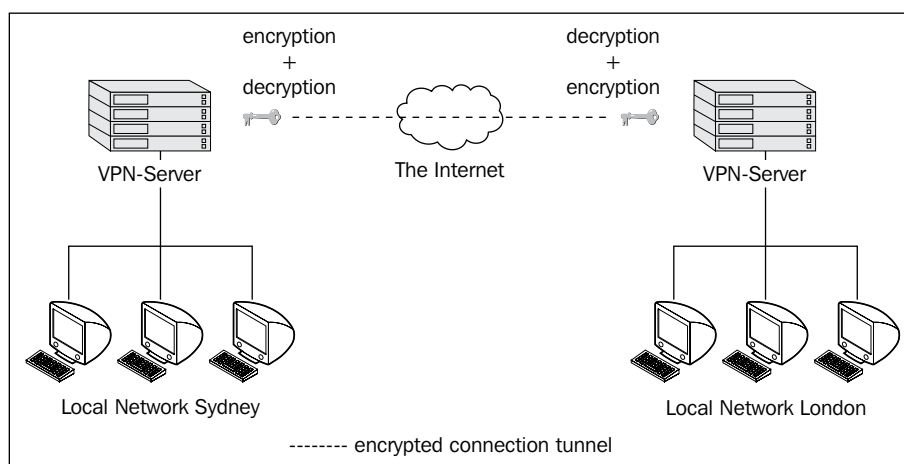 encryption
+
decryption
decryption
+
encryption
VPN-Server
The Internet
VPN-Server
Local Network Sydney
Local Network London
-------- encrypted connection tunnel